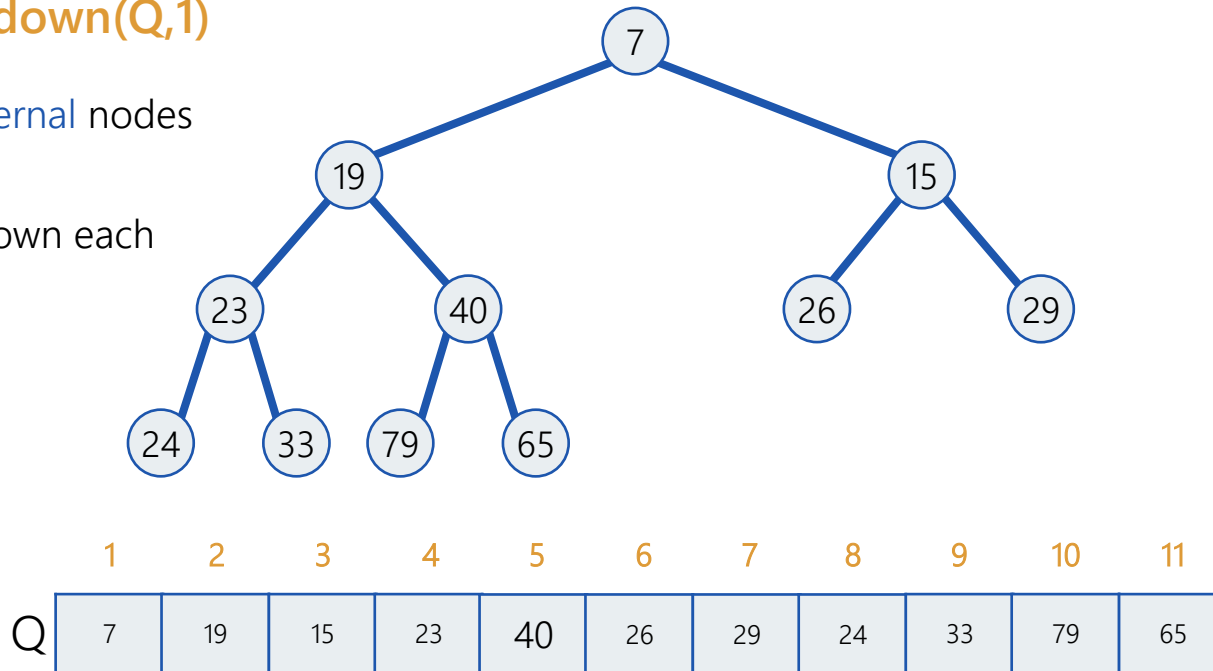 down(Q,1)
ernal nodes
own each
7
19 15
23 40 26 29
24 33 79 65
1 2 3 4 5 6 7 8 9 10 11
Q 7 19 15 23 40 26 29 24 33 79 65